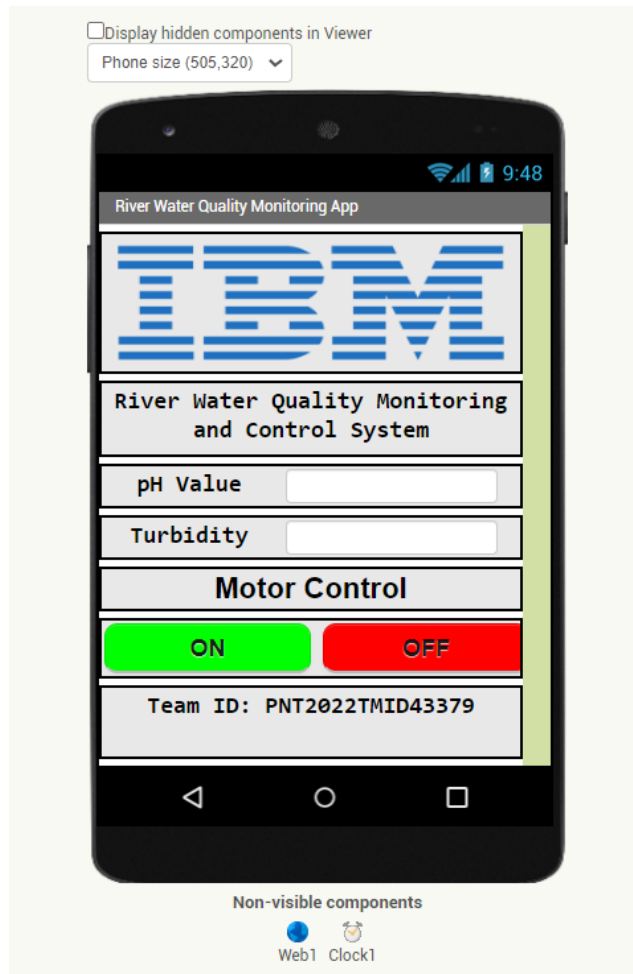 Display hidden components in Viewer
Phone size (505,320)
9:48
River Water Quality Monitoring App
IBM
River Water Quality Monitoring
and Control System
pH Value
Turbidity
Motor Control
ON OFF
Team ID: PNT2022TMID43379
Non-visible components
Web1 Clock1